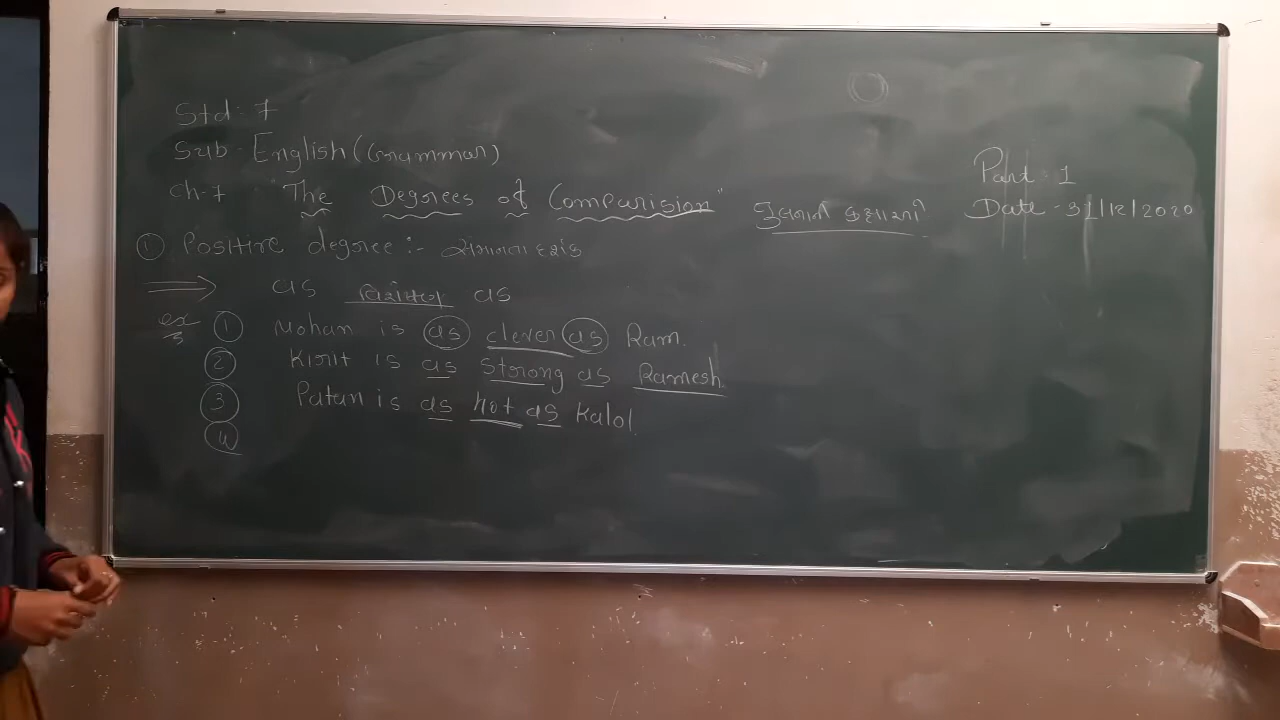 Std : 7
Sub - English (Grammar)
Part : 1
Ch-7 The Degrees of Comparision"
Date - 31/12/2020
① Positive degree :- સમાનતા દર્શક
⇒ as વિશેષણ as
ex ① Mohan is as clever as Ram.
② Kirit is as Strong as Ramesh
③ Patan is as hot as Kalol.
④